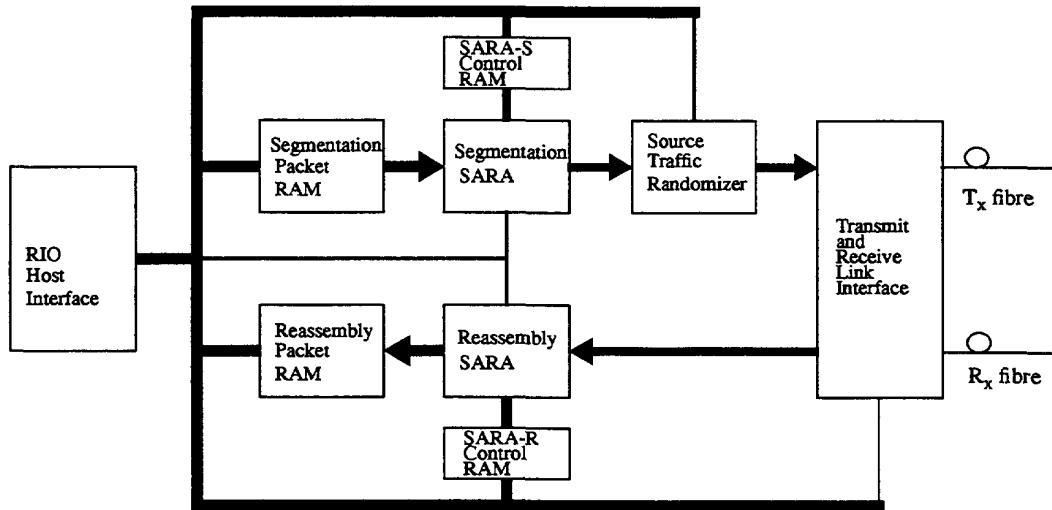 SARA-S
Control
RAM
Segmentation
Packet
RAM
Segmentation
SARA
Source
Traffic
Randomizer
Tx fibre
RIO
Host
Interface
Transmit
and
Receive
Link
Interface
Reassembly
Packet
RAM
Reassembly
SARA
Rx fibre
SARA-R
Control
RAM